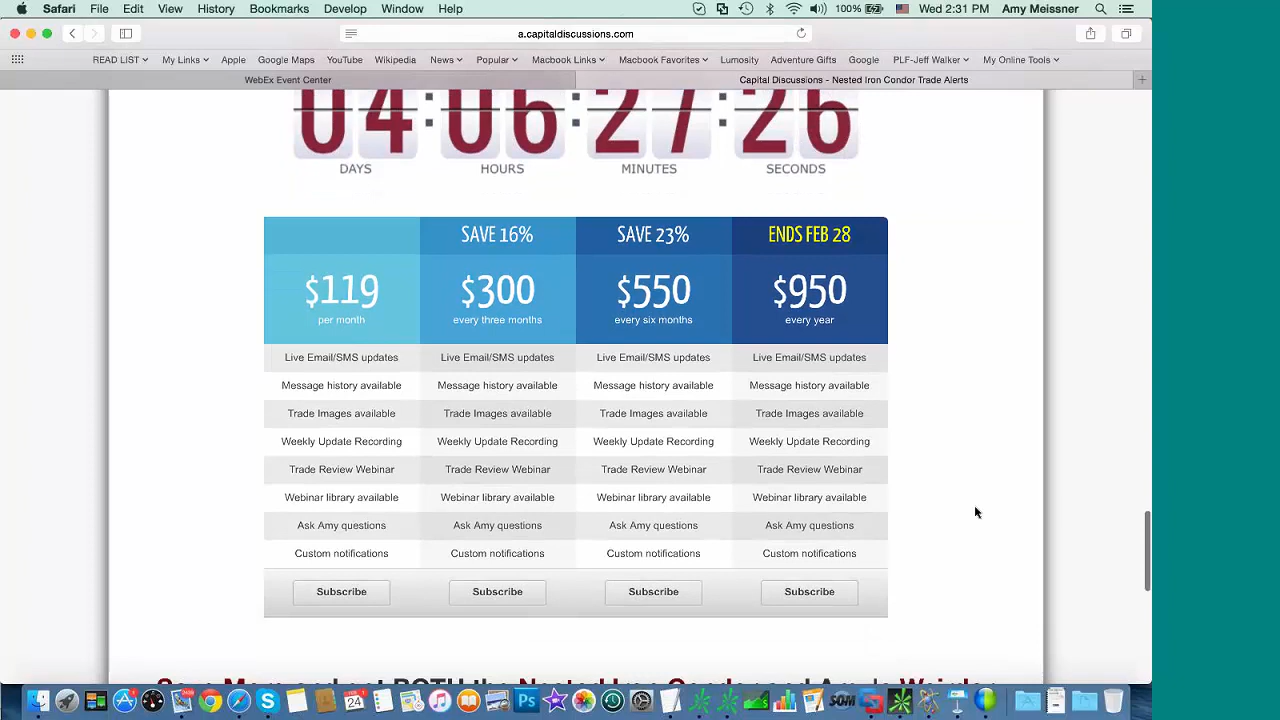 Safari File Edit View History Bookmarks Develop Window Help 100% Wed 2:31 PM Amy Meissner
a.capitaldiscussions.com
READ LIST My Links Apple Google Maps YouTube Wikipedia News Popular Macbook Links Macbook Favorites Lumosity Adventure Gifts Google PLF-Jeff Walker My Online Tools
WebEx Event Center Capital Discussions - Nested Iron Condor Trade Alerts
04:06:27:26
DAYS HOURS MINUTES SECONDS
SAVE 16% SAVE 23% ENDS FEB 28
$119 $300 $550 $950
per month every three months every six months every year
Live Email/SMS updates Live Email/SMS updates Live Email/SMS updates Live Email/SMS updates
Message history available Message history available Message history available Message history available
Trade Images available Trade Images available Trade Images available Trade Images available
Weekly Update Recording Weekly Update Recording Weekly Update Recording Weekly Update Recording
Trade Review Webinar Trade Review Webinar Trade Review Webinar Trade Review Webinar
Webinar library available Webinar library available Webinar library available Webinar library available
Ask Amy questions Ask Amy questions Ask Amy questions Ask Amy questions
Custom notifications Custom notifications Custom notifications Custom notifications
Subscribe Subscribe Subscribe Subscribe